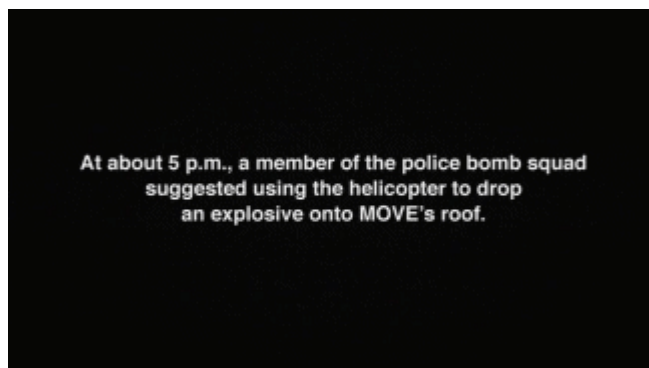 At about 5 p.m., a member of the police bomb squad
suggested using the helicopter to drop
an explosive onto MOVE's roof.